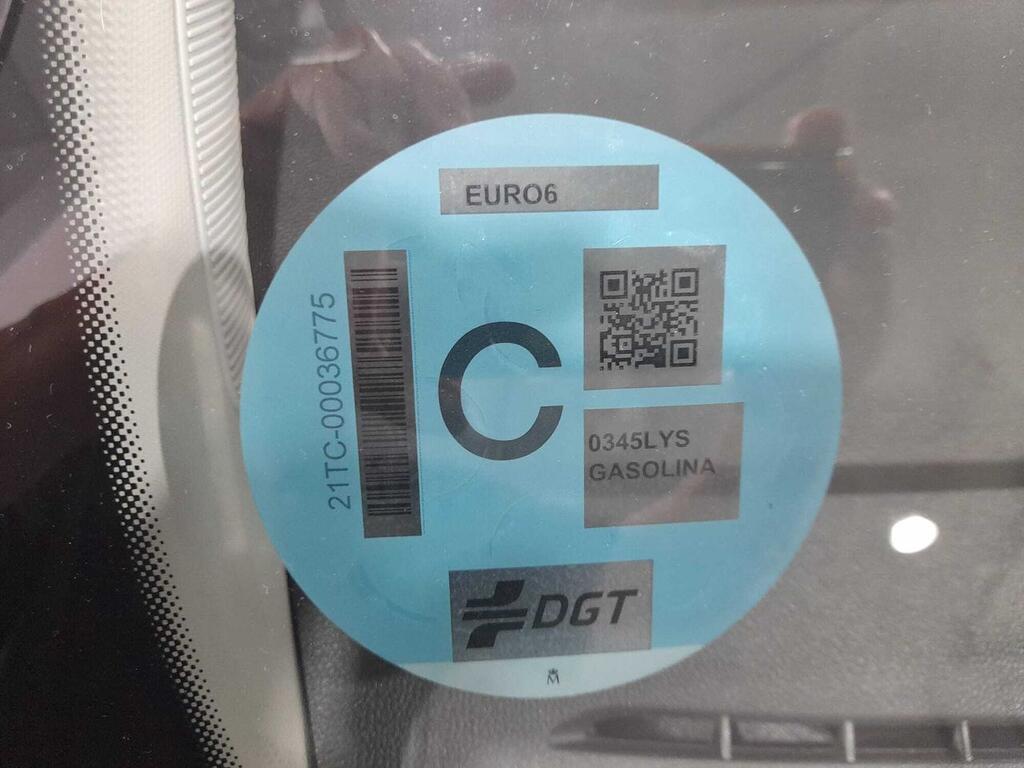 EURO6
21TC-00036775
C
0345LYS
GASOLINA
DGT
M